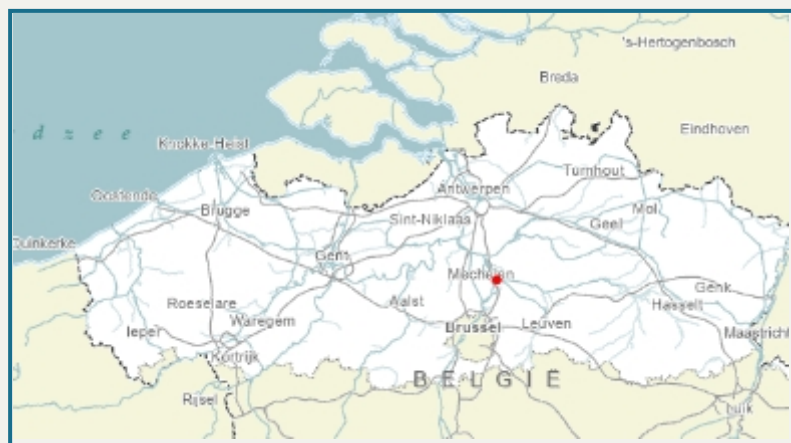 's-Hertogenbosch
Breda
Eindhoven
d z e e
Knokke-Heist
Turnhout
Antwerpen
Oostende
Mol
Brugge
Sint-Niklaas
Geel
Duinkerke
Gent
Mechelen
Genk
Roeselare
Aalst
Hasselt
Waregem
Ieper
Brussel
Leuven
Maastricht
Kortrijk
BELGIË
Rijsel
Luik